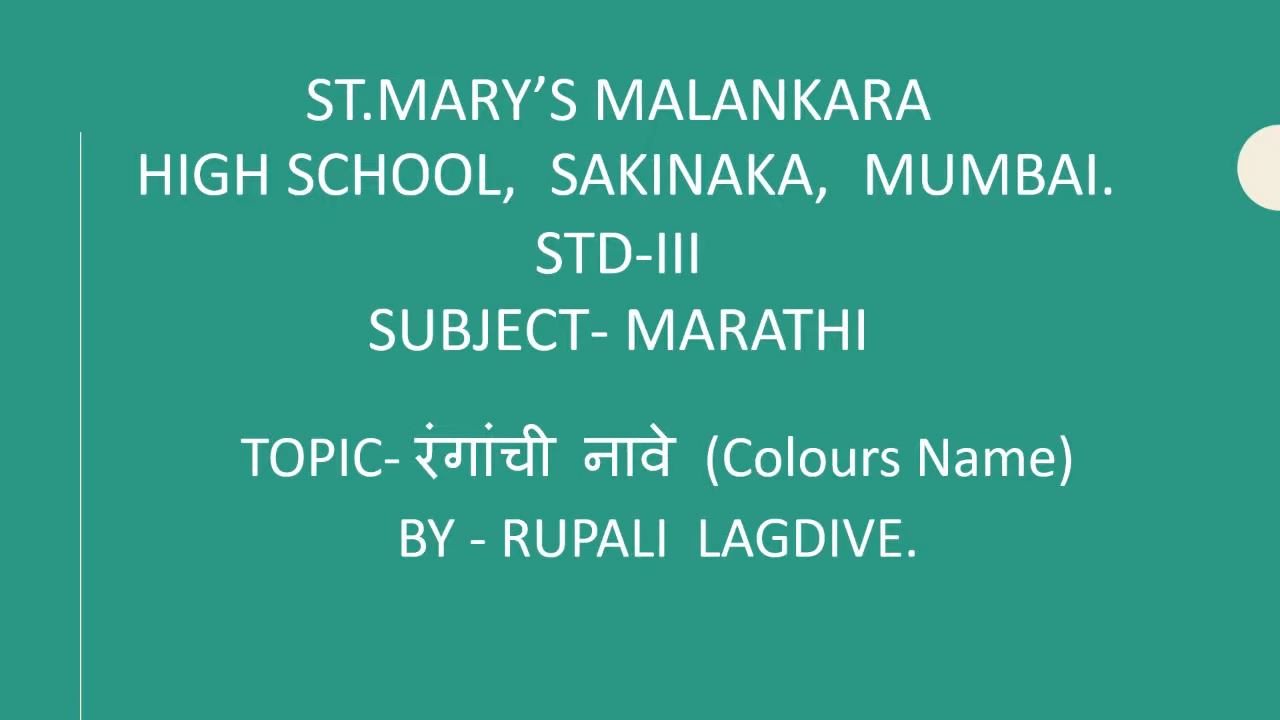 ST.MARY’S MALANKARA
HIGH SCHOOL, SAKINAKA, MUMBAI.
STD-III
SUBJECT- MARATHI
TOPIC- रंगांची नावे (Colours Name)
BY - RUPALI LAGDIVE.